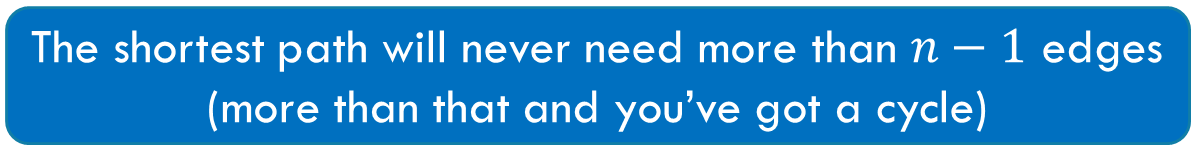 The shortest path will never need more than n − 1 edges
(more than that and you’ve got a cycle)